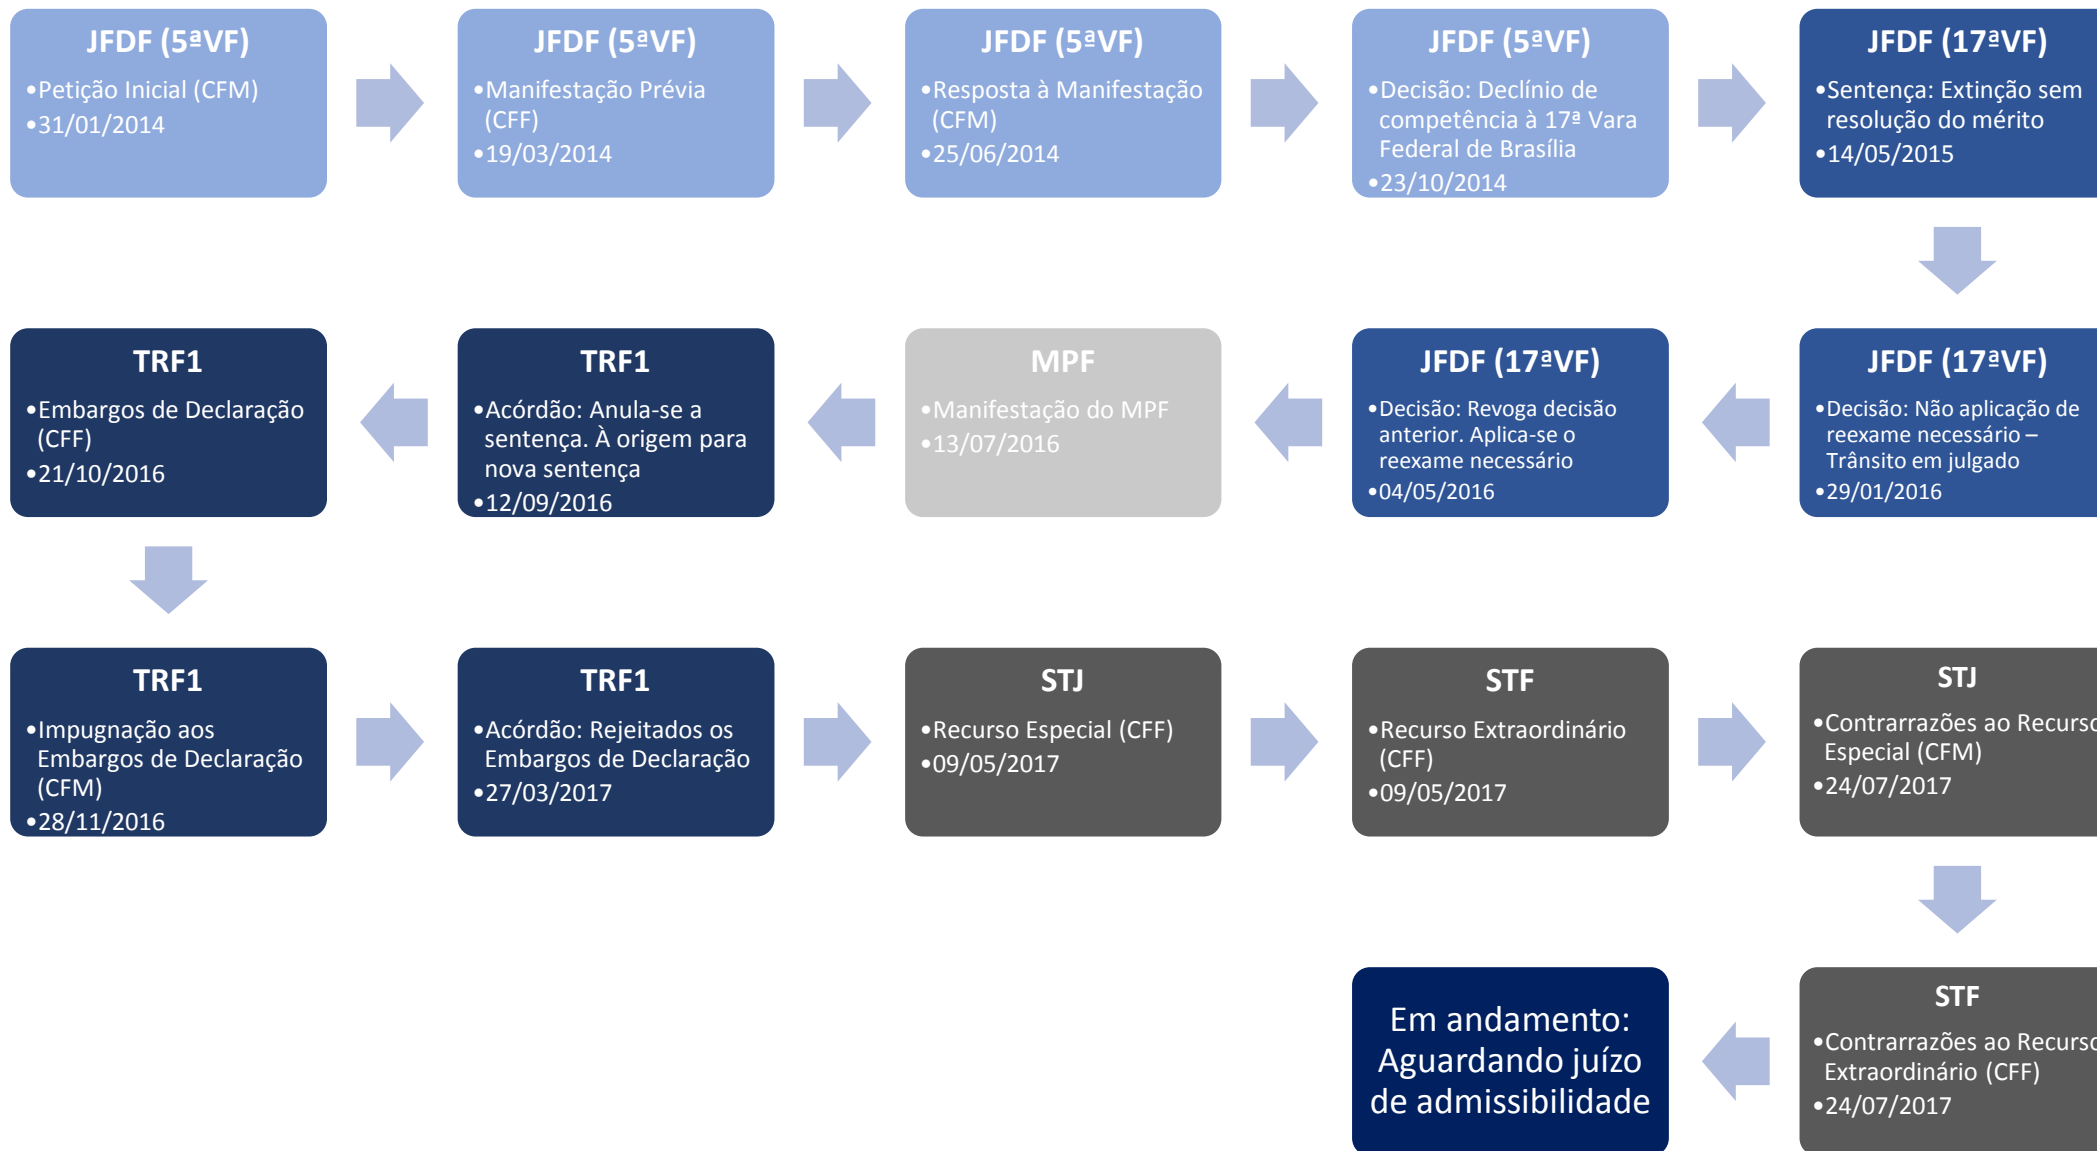 JFDF (5ªVF)
•Petição Inicial (CFM)
•31/01/2014
JFDF (5ªVF)
•Manifestação Prévia
(CFF)
•19/03/2014
JFDF (5ªVF)
•Resposta à Manifestação
(CFM)
•25/06/2014
JFDF (5ªVF)
•Decisão: Declínio de
competência à 17ª Vara
Federal de Brasília
•23/10/2014
JFDF (17ªVF)
•Sentença: Extinção sem
resolução do mérito
•14/05/2015
JFDF (17ªVF)
•Decisão: Não aplicação de
reexame necessário –
Trânsito em julgado
•29/01/2016
JFDF (17ªVF)
•Decisão: Revoga decisão
anterior. Aplica-se o
reexame necessário
•04/05/2016
MPF
•Manifestação do MPF
•13/07/2016
TRF1
•Acórdão: Anula-se a
sentença. À origem para
nova sentença
•12/09/2016
TRF1
•Embargos de Declaração
(CFF)
•21/10/2016
TRF1
•Impugnação aos
Embargos de Declaração
(CFM)
•28/11/2016
TRF1
•Acórdão: Rejeitados os
Embargos de Declaração
•27/03/2017
STJ
•Recurso Especial (CFF)
•09/05/2017
STF
•Recurso Extraordinário
(CFF)
•09/05/2017
STJ
•Contrarrazões ao Recurso
Especial (CFM)
•24/07/2017
STF
•Contrarrazões ao Recurso
Extraordinário (CFF)
•24/07/2017
Em andamento:
Aguardando juízo
de admissibilidade